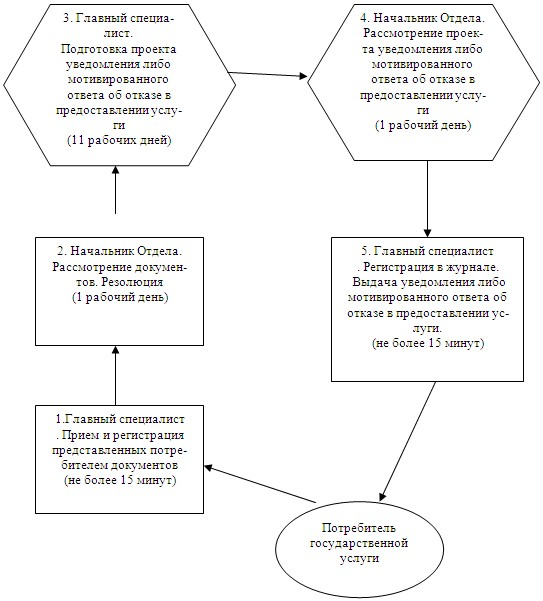 3. Главный специа-
лист.
Подготовка проекта
уведомления либо
мотивированного
ответа об отказе в
предоставлении услу-
ги
(11 рабочих дней)
4. Начальник Отдела.
Рассмотрение проек-
та уведомления либо
мотивированного
ответа об отказе в
предоставлении услу-
ги
(1 рабочий день)
2. Начальник Отдела.
Рассмотрение докумен-
тов. Резолюция
(1 рабочий день)
5. Главный специалист
. Регистрация в журнале.
Выдача уведомления либо
мотивированного ответа об
отказе в предоставлении ус-
луги.
(не более 15 минут)
1.Главный специалист
. Прием и регистрация
представленных потре-
бителем документов
(не более 15 минут)
Потребитель
государственной
услуги